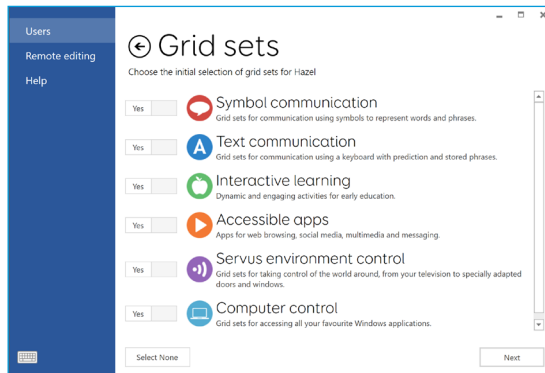 Users
Remote editing
Help
Grid sets
Choose the initial selection of grid sets for Hazel
Yes
Symbol communication
Grid sets for communication using symbols to represent words and phrases.
Yes
A
Text communication
Grid sets for communication using a keyboard with prediction and stored phrases.
Yes
Interactive learning
Dynamic and engaging activities for early education.
Yes
Accessible apps
Apps for web browsing, social media, multimedia and messaging.
Yes
Servus environment control
Grid sets for taking control of the world around, from your television to specially adapted
doors and windows.
Yes
Computer control
Grid sets for accessing all your favourite Windows applications.
Select None
Next